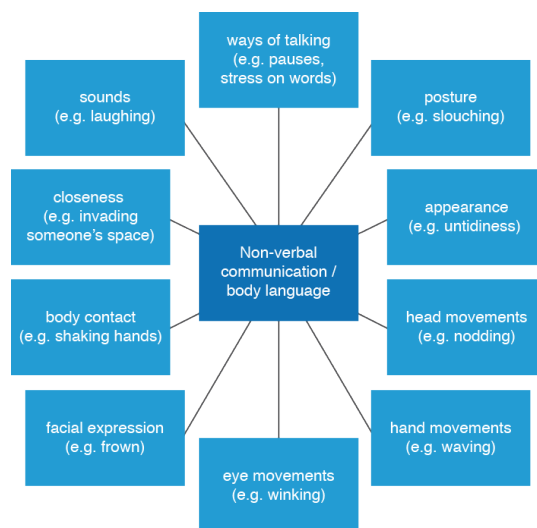 ways of talking
(e.g. pauses,
stress on words)
sounds
(e.g. laughing)
posture
(e.g. slouching)
closeness
(e.g. invading
someone's space)
appearance
(e.g. untidiness)
Non-verbal
communication /
body language
body contact
(e.g. shaking hands)
head movements
(e.g. nodding)
facial expression
(e.g. frown)
hand movements
(e.g. waving)
eye movements
(e.g. winking)